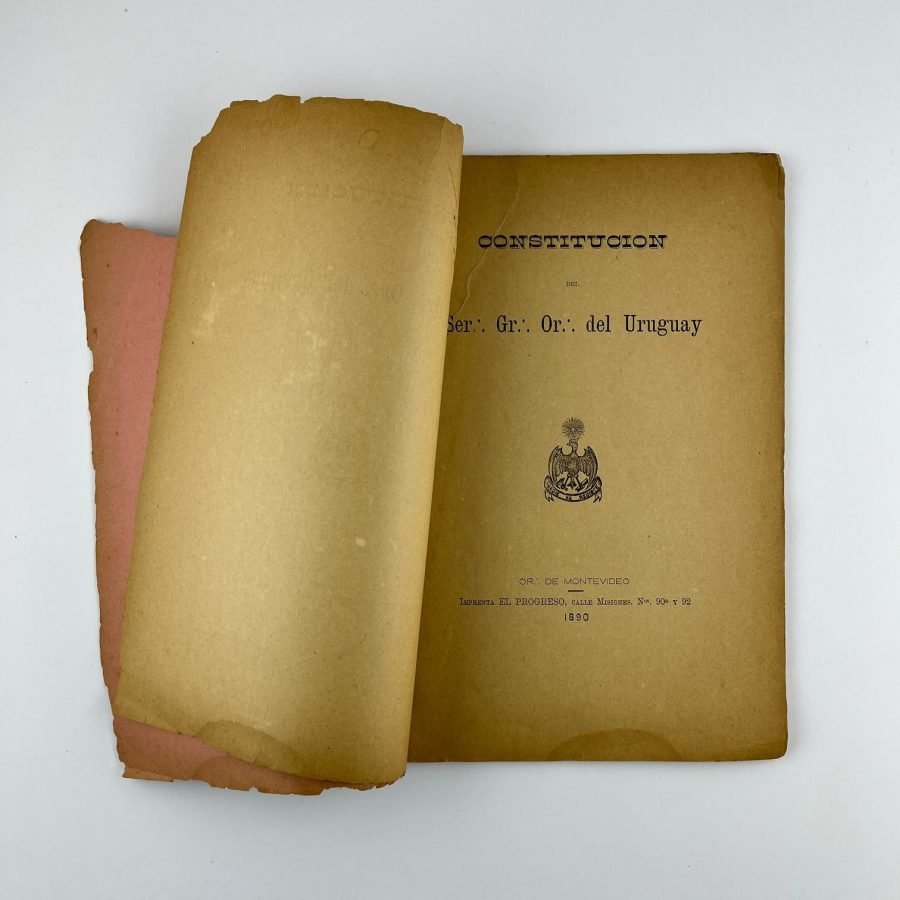 CONSTITUCION
DEL
Ser∴ Gr∴ Or∴ del Uruguay
OR∴ DE MONTEVIDEO
IMPRENTA EL PROGRESO, CALLE MISIONES, Nos. 90a Y 92
1890